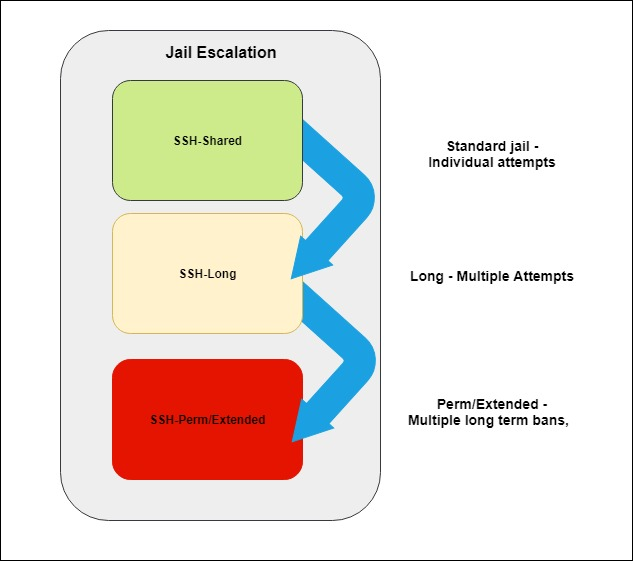 Jail Escalation
SSH-Shared
Standard jail -
Individual attempts
SSH-Long
Long - Multiple Attempts
SSH-Perm/Extended
Perm/Extended -
Multiple long term bans,